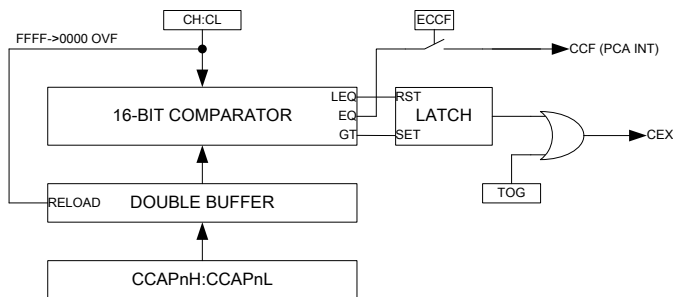 CH:CL
ECCF
FFFF->0000 OVF
CCF (PCA INT)
LEQ
RST
16-BIT COMPARATOR
EQ
LATCH
GT
SET
CEX
TOG
RELOAD
DOUBLE BUFFER
CCAPnH:CCAPnL